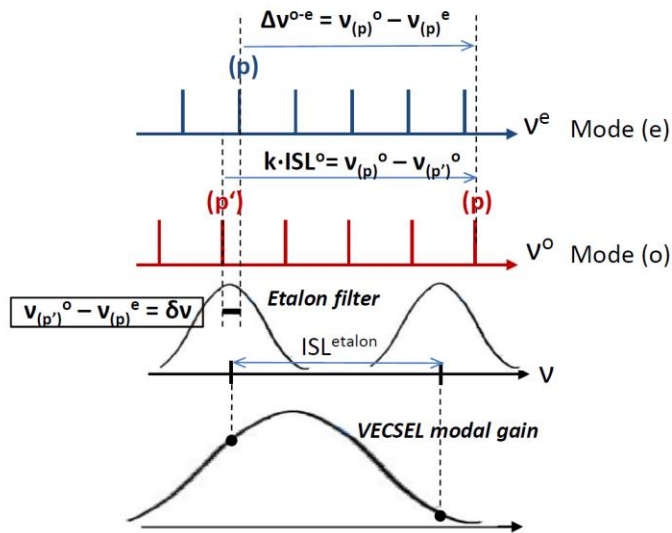 Δν^{o-e} = ν_{(p)}^{o} – ν_{(p)}^{e}
(p)
ν^{e} Mode (e)
k·ISL^{o}= ν_{(p)}^{o} – ν_{(p')}^{o}
(p‘) (p)
ν^{o} Mode (o)
Etalon filter
ν_{(p')}^{o} – ν_{(p)}^{e} = δν
ISL^{etalon}
ν
VECSEL modal gain